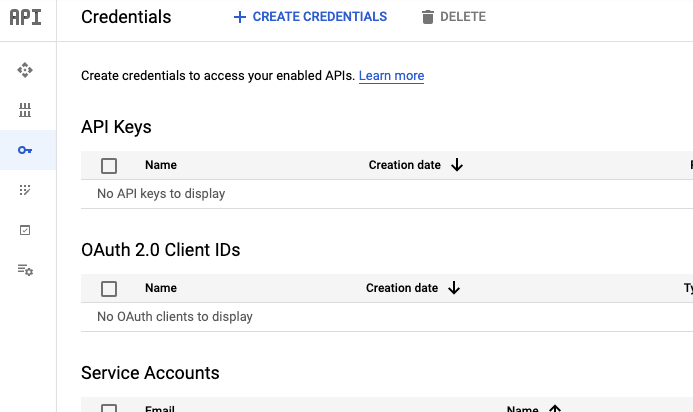 API
Credentials
CREATE CREDENTIALS
DELETE
Create credentials to access your enabled APIs. Learn more
API Keys
Name Creation date
No API keys to display
OAuth 2.0 Client IDs
Name Creation date Ty
No OAuth clients to display
Service Accounts
Email Name